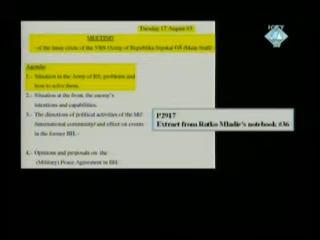 ICTY
TPIY
Tuesday 17 August 93
MEETING
- of the inner circle of the VRS (Army of Republika Srpska) GŠ (Main Staff)
Agenda:
1.- Situation in the Army of RS, problems and
how to solve them.
2.- Situation at the front, the enemy's
intentions and capabilities.
3.- The directions of political activities of the
International community/ and effect on events
in the former BH.-
4.- Opinions and proposals on the
(Military) Peace Agreement in BH.
P2917
Extract from Ratko Mladic's notebook #36